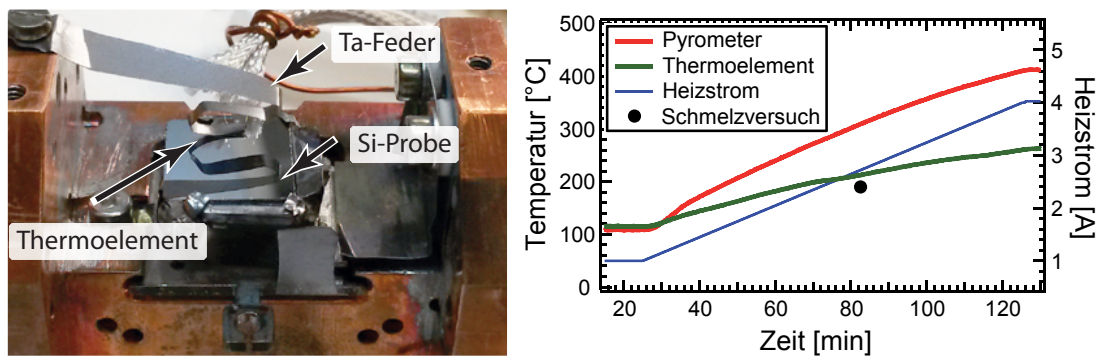 Ta-Feder
Si-Probe
Thermoelement
Temperatur [°C]
500
400
300
200
100
0
Pyrometer
Thermoelement
Heizstrom
Schmelzversuch
5
4
3
2
1
Heizstrom [A]
20
40
60
80
100
120
Zeit [min]